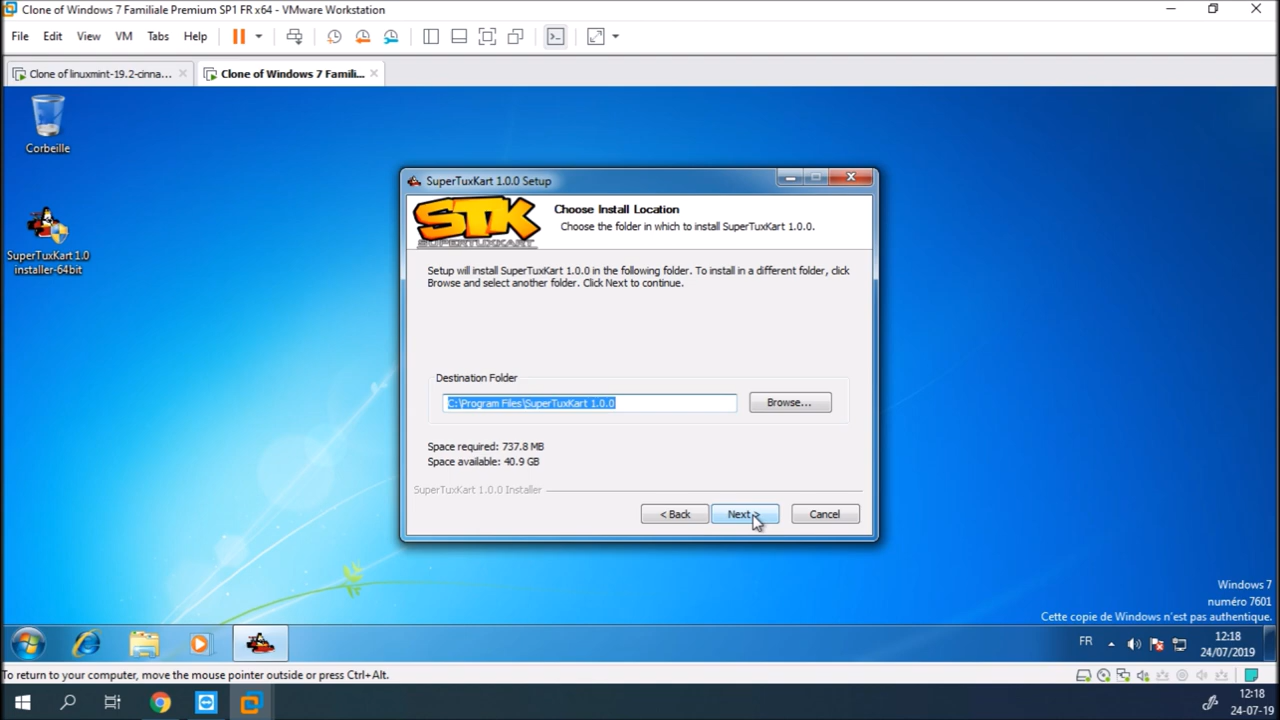 Clone of Windows 7 Familiale Premium SP1 FR x64 - VMware Workstation
File Edit View VM Tabs Help
Clone of linuxmint-19.2-cinna...
Clone of Windows 7 Famili...
Corbeille
SuperTuxKart 1.0
installer-64bit
SuperTuxKart 1.0.0 Setup
STK
SUPERTUXKART
Choose Install Location
Choose the folder in which to install SuperTuxKart 1.0.0.
Setup will install SuperTuxKart 1.0.0 in the following folder. To install in a different folder, click
Browse and select another folder. Click Next to continue.
Destination Folder
C:\Program Files\SuperTuxKart 1.0.0
Browse...
Space required: 737.8 MB
Space available: 40.9 GB
SuperTuxKart 1.0.0 Installer
< Back Next > Cancel
Windows 7
numéro 7601
Cette copie de Windows n'est pas authentique.
FR
12:18
24/07/2019
To return to your computer, move the mouse pointer outside or press Ctrl+Alt.
12:18
24-07-19